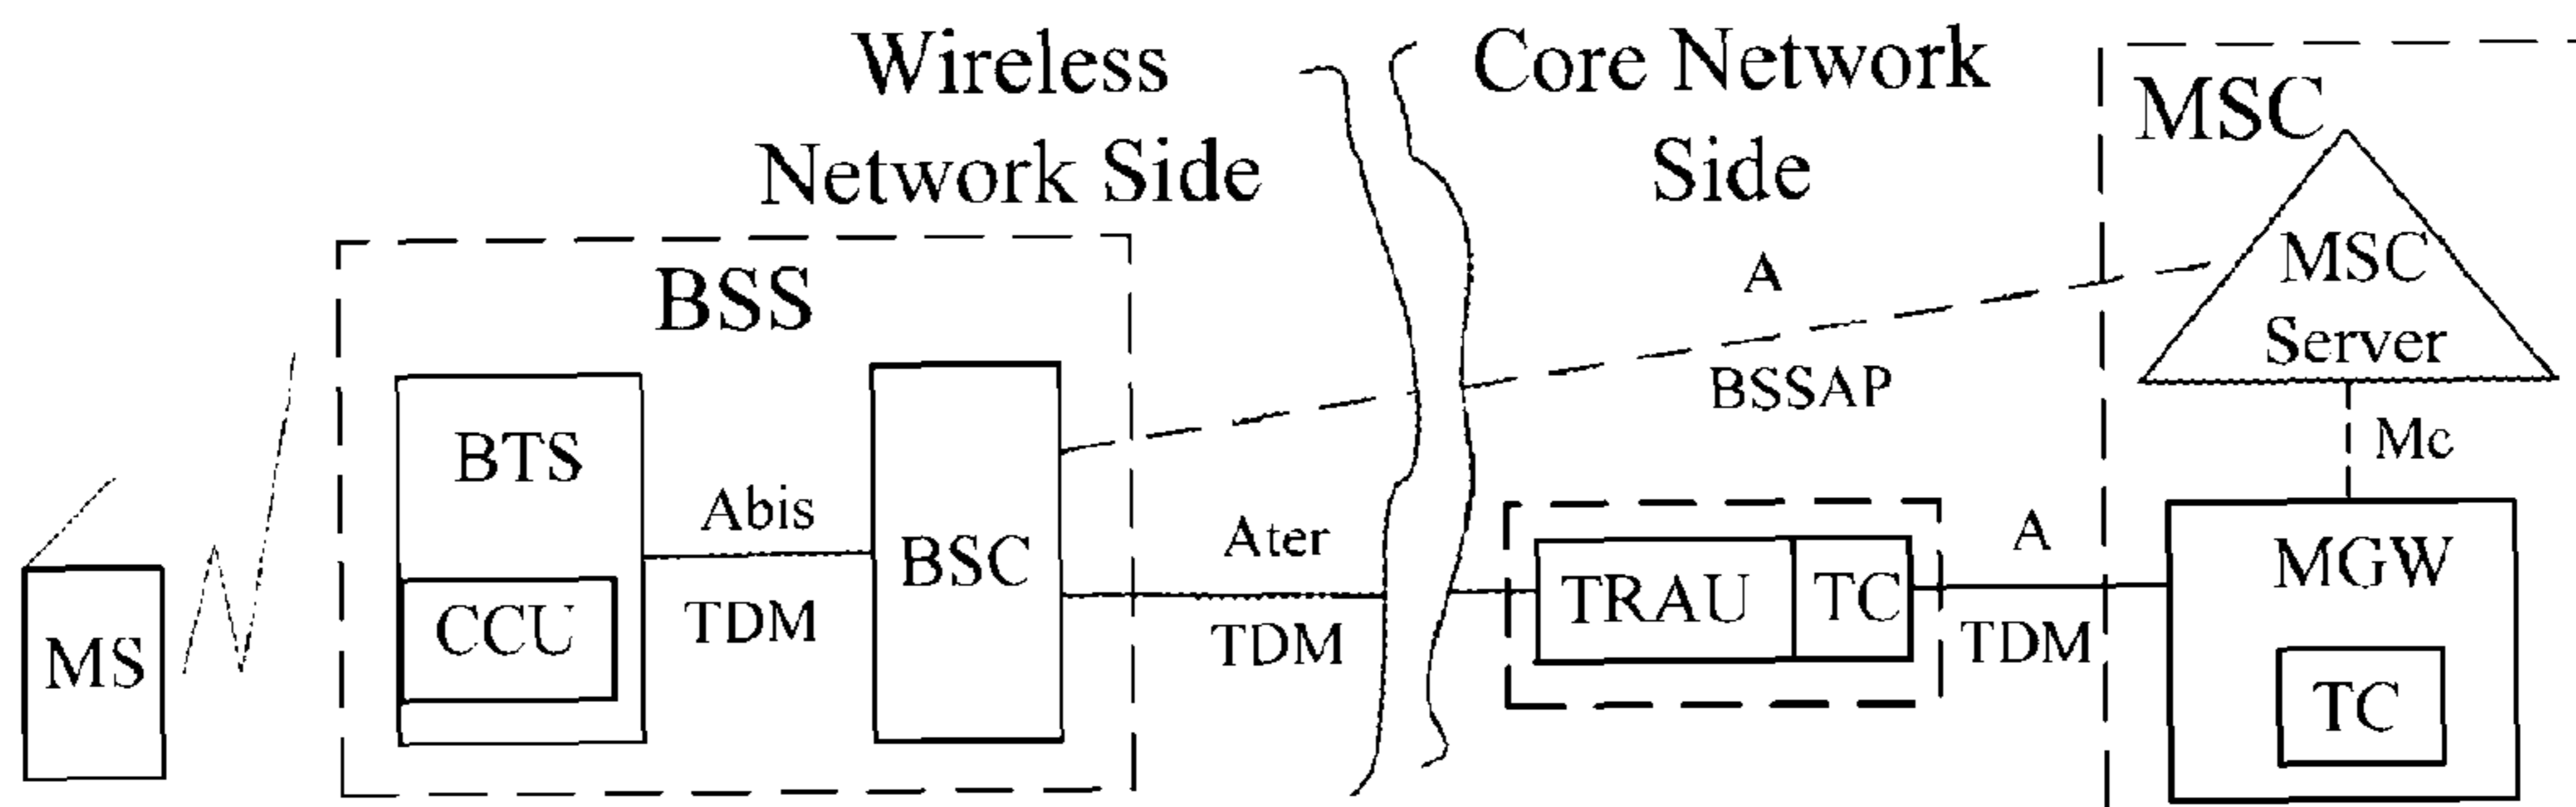 Wireless
Network Side
Core Network
Side
MSC
MSC
Server
A
BSSAP
Mc
BSS
BTS
CCU
Abis
TDM
BSC
Ater
TDM
TRAU
TC
A
TDM
MGW
TC
MS